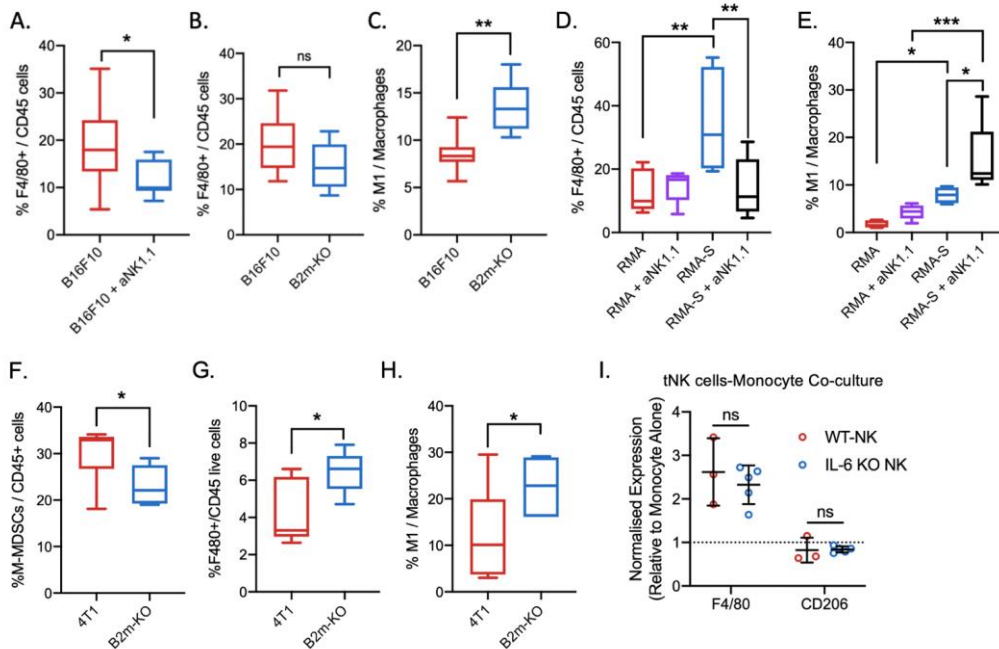 A.
*
% F4/80+ / CD45 cells
40
30
20
10
0
B16F10
B16F10 + aNK1.1
B.
ns
% F4/80+ / CD45 cells
40
30
20
10
0
B16F10
B2m-KO
C.
**
% M1 / Macrophages
20
15
10
5
0
B16F10
B2m-KO
D.
**
**
% F4/80+ / CD45 cells
60
40
20
0
RMA
RMA + aNK1.1
RMA-S
RMA-S + aNK1.1
E.
***
*
*
% M1 / Macrophages
40
30
20
10
0
RMA
RMA + aNK1.1
RMA-S
RMA-S + aNK1.1
F.
*
%M-MDSCs / CD45+ cells
40
30
20
10
0
4T1
B2m-KO
G.
*
%F480+/CD45 live cells
10
8
6
4
2
0
4T1
B2m-KO
H.
*
% M1 / Macrophages
40
30
20
10
0
4T1
B2m-KO
I.
tNK cells-Monocyte Co-culture
Normalised Expression
(Relative to Monocyte Alone)
4
3
2
1
0
ns
ns
WT-NK
IL-6 KO NK
F4/80
CD206